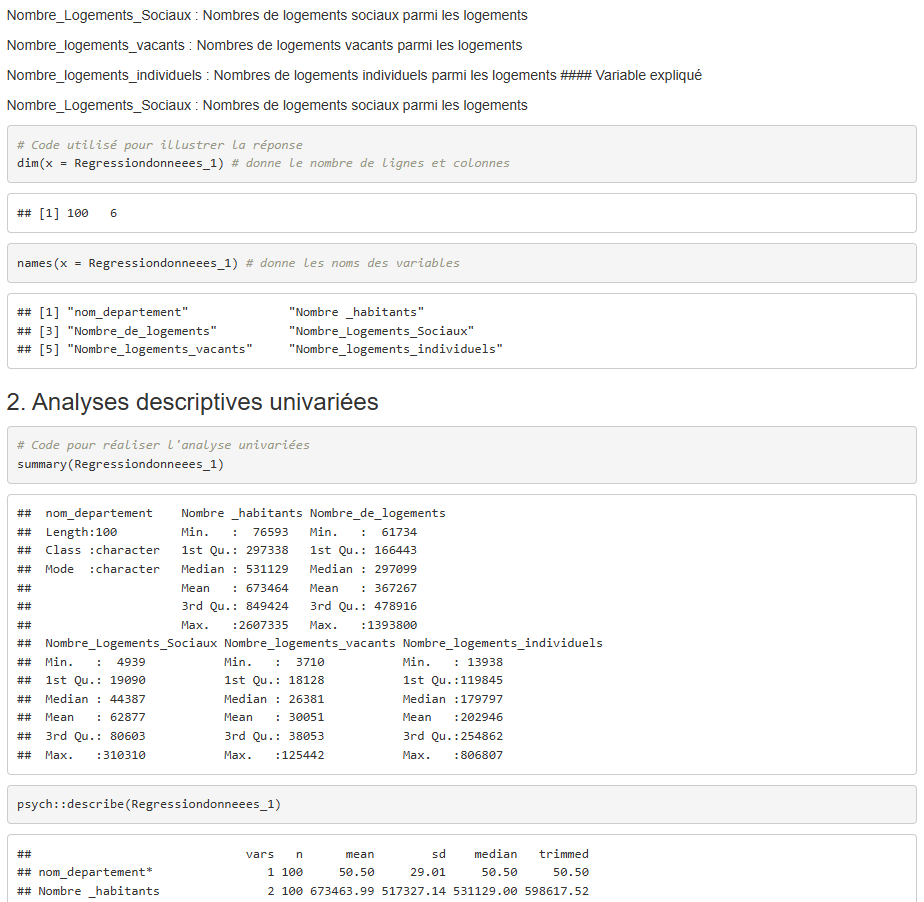 Nombre_Logements_Sociaux : Nombres de logements sociaux parmi les logements
Nombre_logements_vacants : Nombres de logements vacants parmi les logements
Nombre_logements_individuels : Nombres de logements individuels parmi les logements #### Variable expliqué
Nombre_Logements_Sociaux : Nombres de logements sociaux parmi les logements
# Code utilisé pour illustrer la réponse
dim(x = Regressiondonneees_1) # donne le nombre de lignes et colonnes
## [1] 100   6
names(x = Regressiondonneees_1) # donne les noms des variables
## [1] "nom_departement"              "Nombre _habitants"
## [3] "Nombre_de_logements"          "Nombre_Logements_Sociaux"
## [5] "Nombre_logements_vacants"     "Nombre_logements_individuels"
2. Analyses descriptives univariées
# Code pour réaliser l'analyse univariées
summary(Regressiondonneees_1)
##  nom_departement    Nombre _habitants Nombre_de_logements
##  Length:100         Min.   :  76593   Min.   :  61734
##  Class :character   1st Qu.: 297338   1st Qu.: 166443
##  Mode  :character   Median : 531129   Median : 297099
##                     Mean   : 673464   Mean   : 367267
##                     3rd Qu.: 849424   3rd Qu.: 478916
##                     Max.   :2607335   Max.   :1393800
##  Nombre_Logements_Sociaux Nombre_logements_vacants Nombre_logements_individuels
##  Min.   :  4939           Min.   :  3710           Min.   : 13938
##  1st Qu.: 19090           1st Qu.: 18128           1st Qu.:119845
##  Median : 44387           Median : 26381           Median :179797
##  Mean   : 62877           Mean   : 30051           Mean   :202946
##  3rd Qu.: 80603           3rd Qu.: 38053           3rd Qu.:254862
##  Max.   :310310           Max.   :125442           Max.   :806807
psych::describe(Regressiondonneees_1)
##                              vars   n      mean        sd    median   trimmed
## nom_departement*                1 100     50.50     29.01     50.50     50.50
## Nombre _habitants               2 100 673463.99 517327.14 531129.00 598617.52